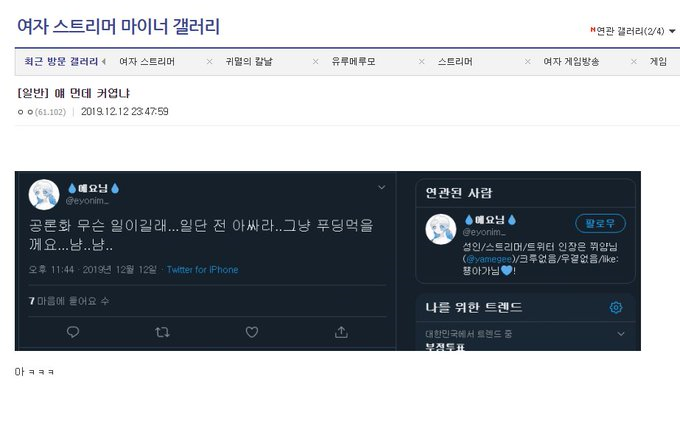 여자 스트리머 마이너 갤러리
N연관 갤러리(2/4) ▼
최근 방문 갤러리 여자 스트리머 × 귀멸의 칼날 × 유루메루모 × 스트리머 × 여자 게임방송 × 게임
[일반] 얘 먼데 커엽냐
ㅇㅇ(61.102) | 2019.12.12 23:47:59
💧예요님💧
@eyonim_
공론화 무슨 일이길래...일단 전 아싸라..그냥 푸딩먹을
께요...냠..냠..
오후 11:44 · 2019년 12월 12일 · Twitter for iPhone
7 마음에 들어요 수
연관된 사람
💧예요님💧
@eyonim_
팔로우
성인/스트리머/트위터 인장은 쮜얌님
(@yamegee)/크투없음/무결없음/like:
뿅아가님💙!
나를 위한 트렌드
대한민국에서 트렌드 중
부정투표
아 ㅋㅋㅋ